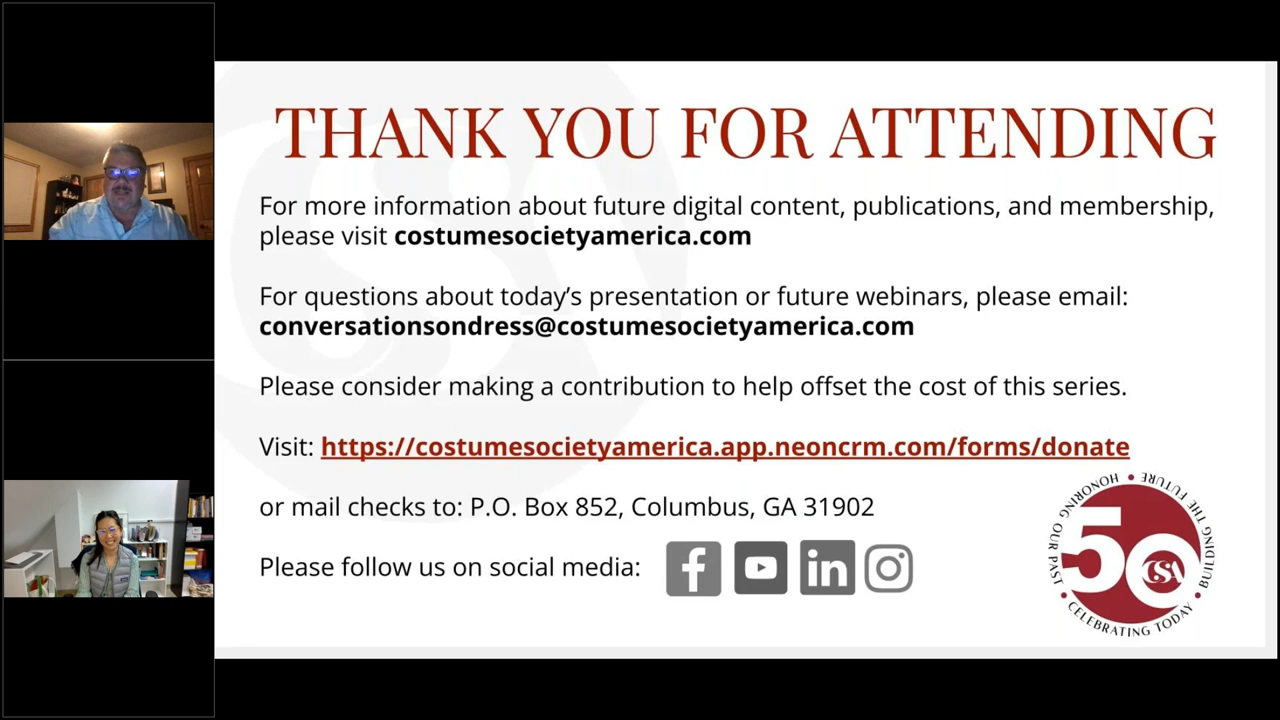 THANK YOU FOR ATTENDING
For more information about future digital content, publications, and membership,
please visit costumesocietyamerica.com
For questions about today’s presentation or future webinars, please email:
conversationsondress@costumesocietyamerica.com
Please consider making a contribution to help offset the cost of this series.
Visit: https://costumesocietyamerica.app.neoncrm.com/forms/donate
or mail checks to: P.O. Box 852, Columbus, GA 31902
Please follow us on social media:
HONORING OUR PAST • CELEBRATING TODAY • BUILDING THE FUTURE •
50
CSA